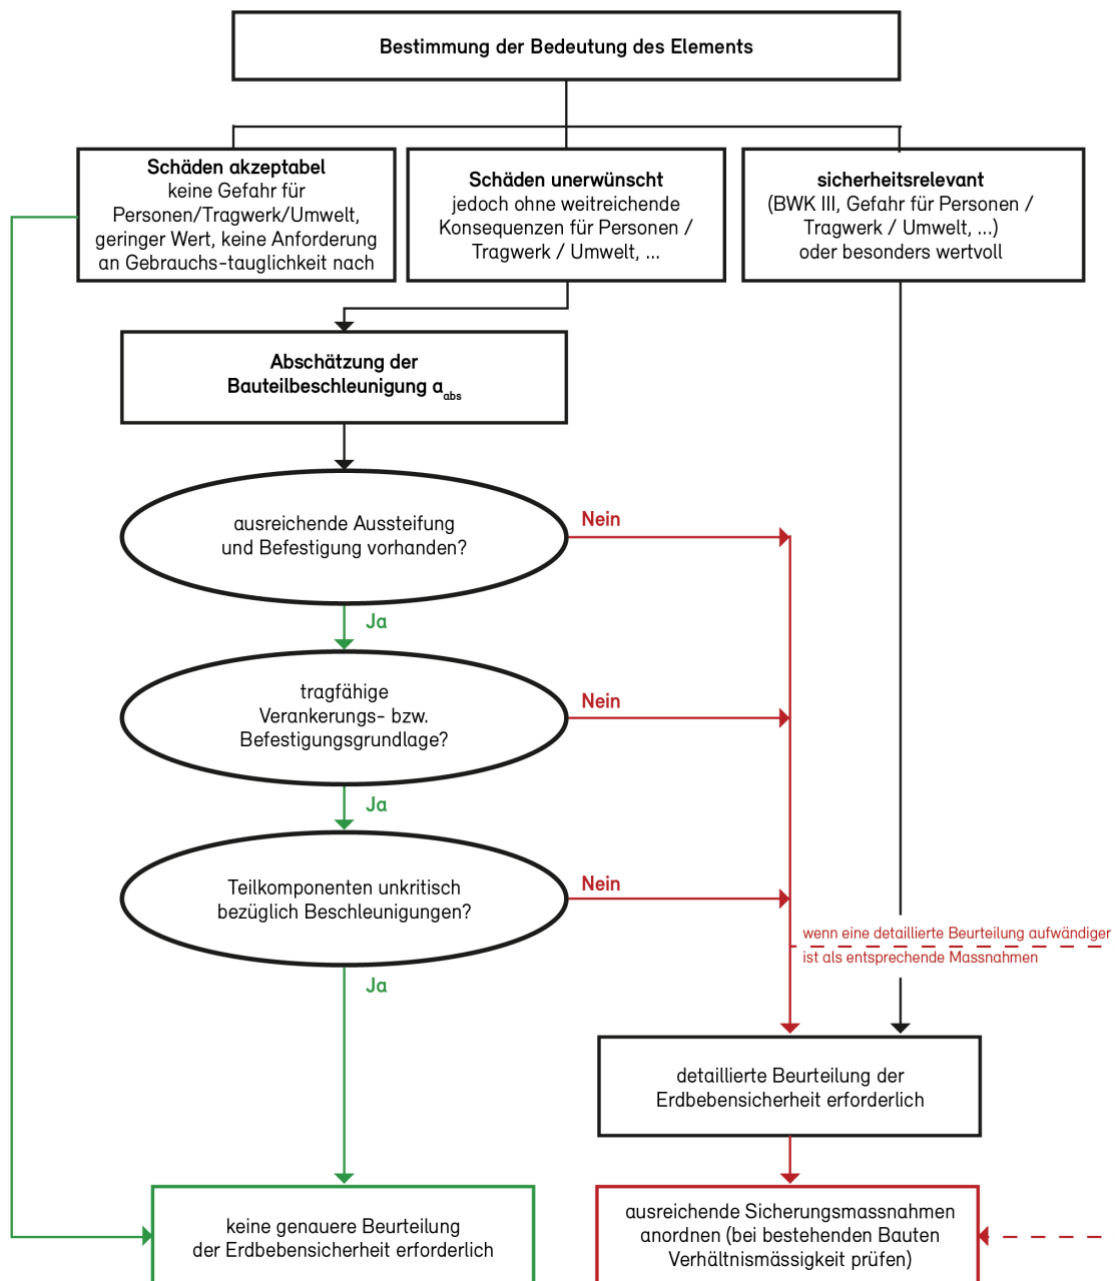 Bestimmung der Bedeutung des Elements
Schäden akzeptabel
keine Gefahr für
Personen/Tragwerk/Umwelt,
geringer Wert, keine Anforderung
an Gebrauchs-tauglichkeit nach
Schäden unerwünscht
jedoch ohne weitreichende
Konsequenzen für Personen /
Tragwerk / Umwelt, ...
sicherheitsrelevant
(BWK III, Gefahr für Personen /
Tragwerk / Umwelt, ...)
oder besonders wertvoll
Abschätzung der
Bauteilbeschleunigung a_abs
ausreichende Aussteifung
und Befestigung vorhanden?
Nein
Ja
tragfähige
Verankerungs- bzw.
Befestigungsgrundlage?
Nein
Ja
Teilkomponenten unkritisch
bezüglich Beschleunigungen?
Nein
Ja
wenn eine detaillierte Beurteilung aufwändiger
ist als entsprechende Massnahmen
detaillierte Beurteilung der
Erdbebensicherheit erforderlich
keine genauere Beurteilung
der Erdbebensicherheit erforderlich
ausreichende Sicherungsmassnahmen
anordnen (bei bestehenden Bauten
Verhältnismässigkeit prüfen)